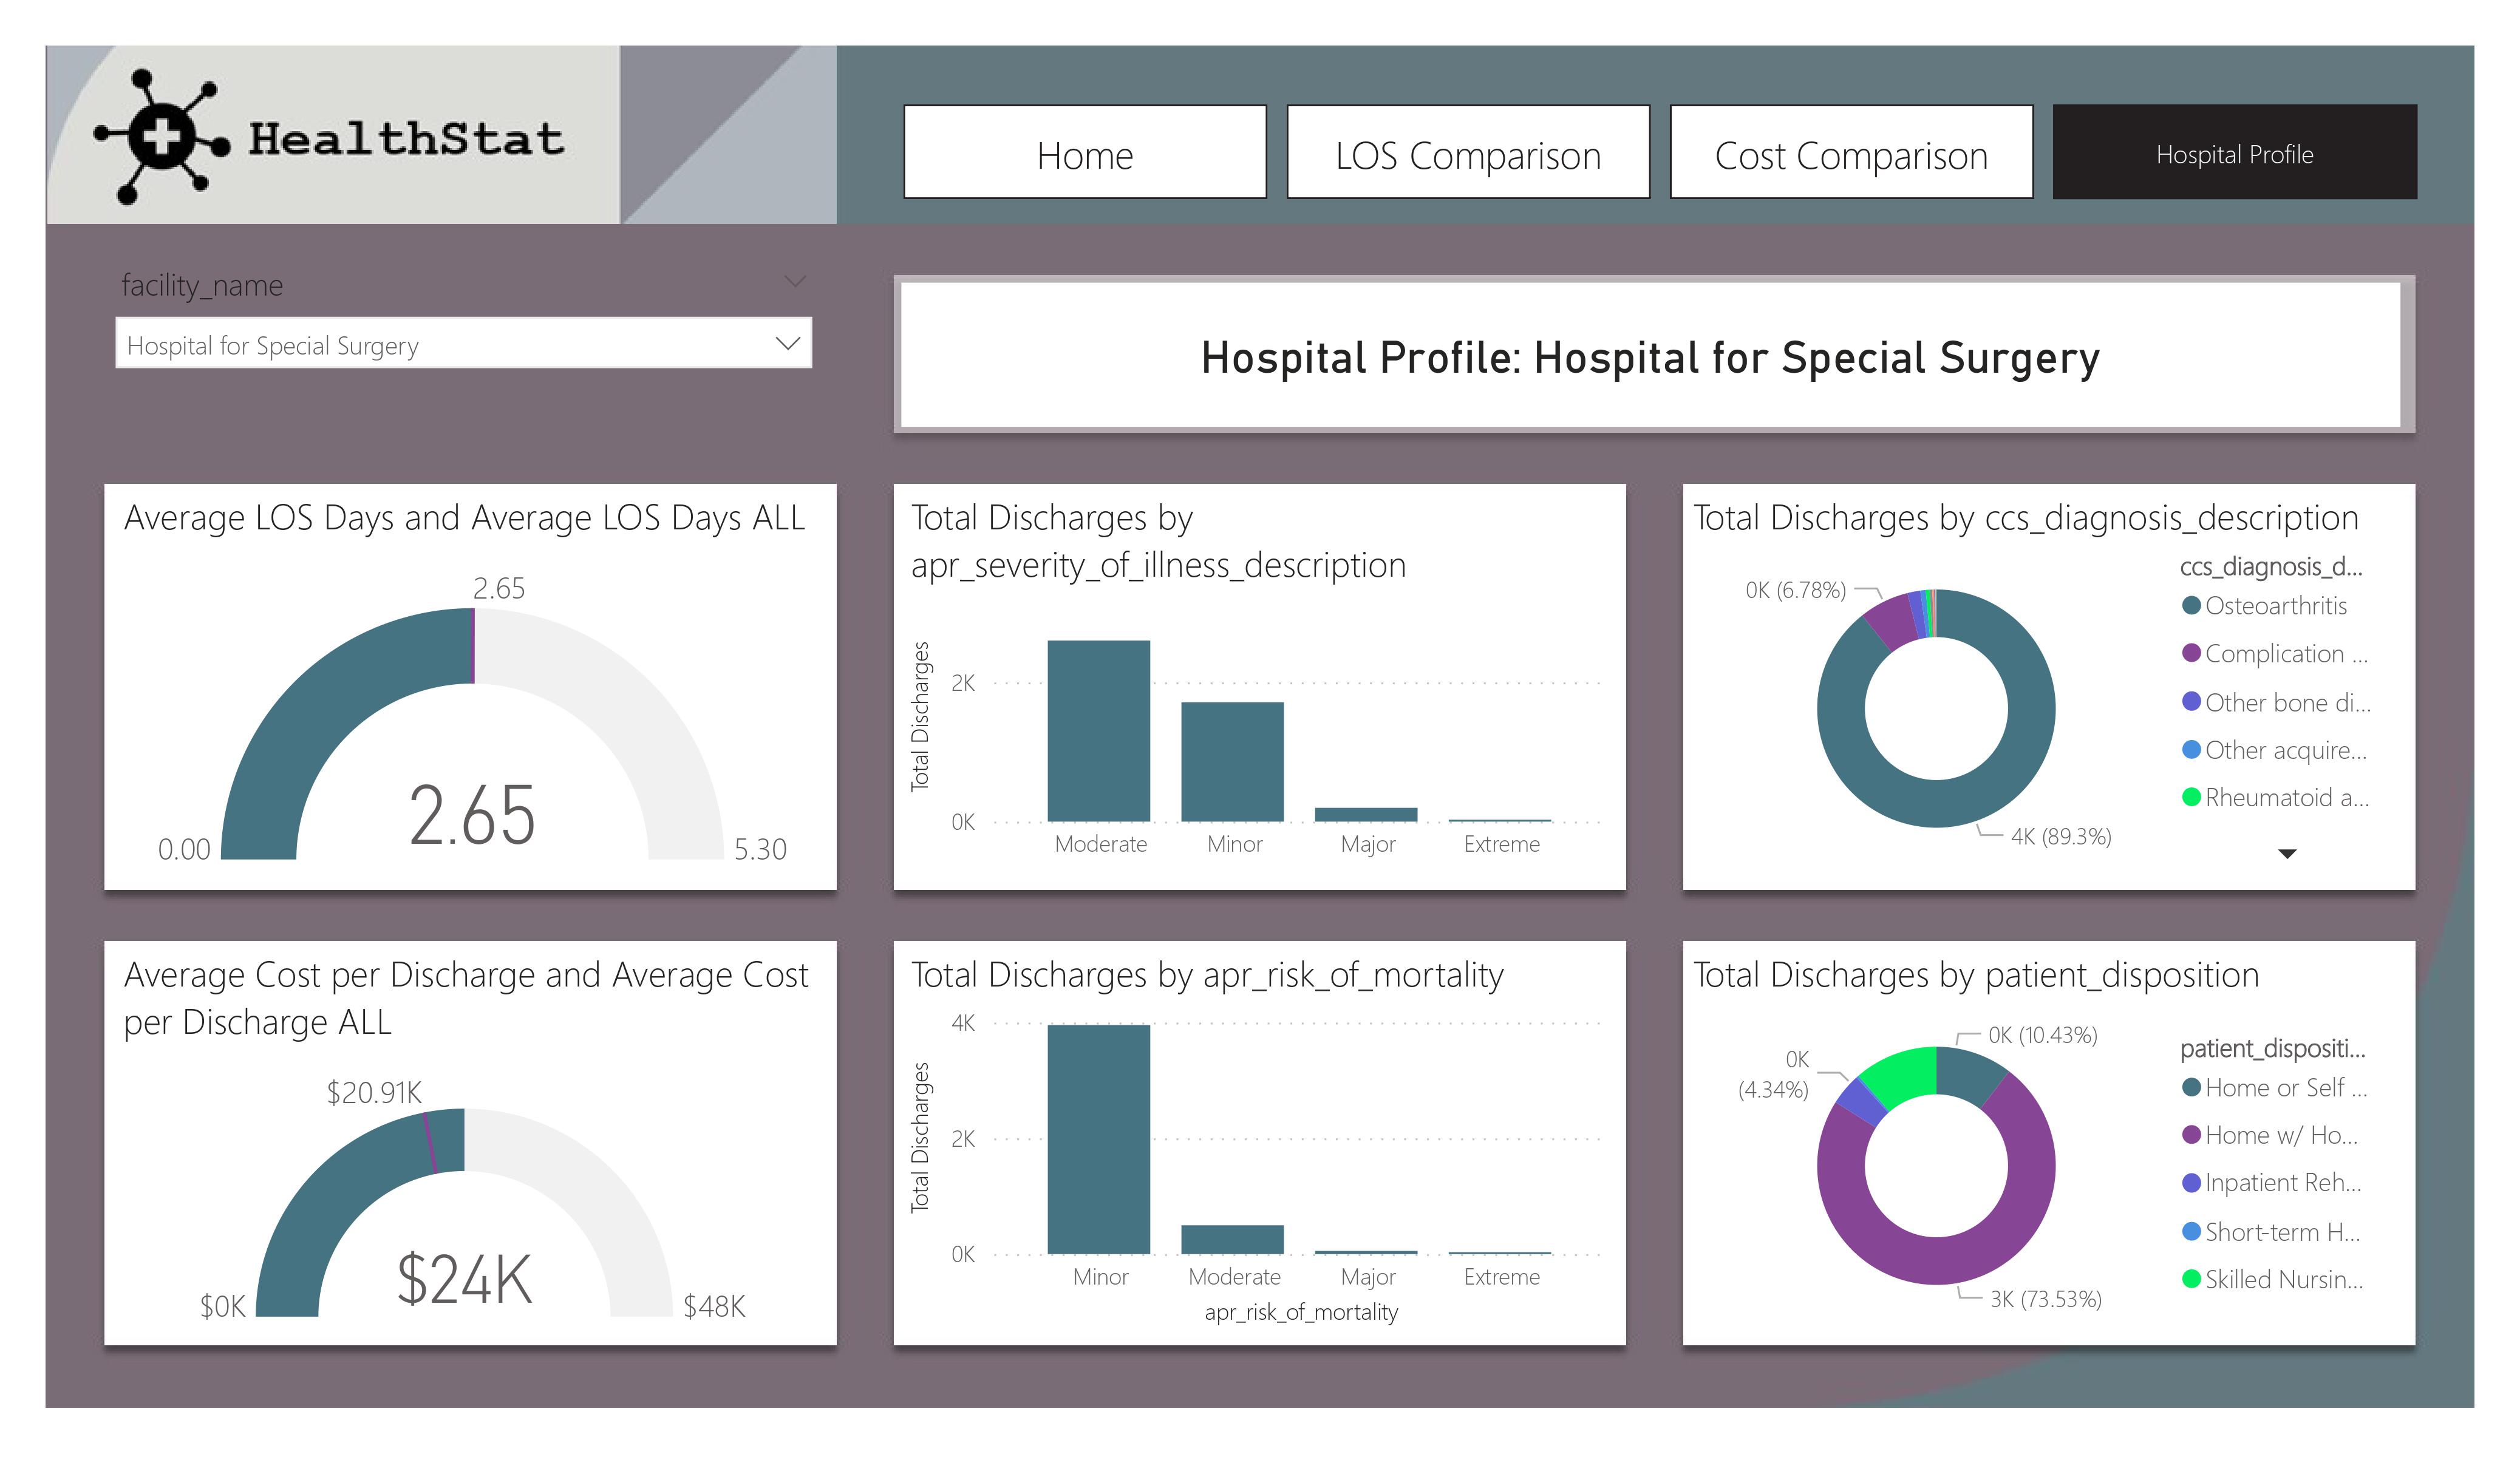 HealthStat
Home
LOS Comparison
Cost Comparison
Hospital Profile
facility_name
Hospital for Special Surgery
Hospital Profile: Hospital for Special Surgery
Average LOS Days and Average LOS Days ALL
2.65
2.65
0.00
5.30
Total Discharges by
apr_severity_of_illness_description
Total Discharges
2K
0K
Moderate
Minor
Major
Extreme
Total Discharges by ccs_diagnosis_description
0K (6.78%)
4K (89.3%)
ccs_diagnosis_d...
Osteoarthritis
Complication ...
Other bone di...
Other acquire...
Rheumatoid a...
Average Cost per Discharge and Average Cost
per Discharge ALL
$20.91K
$24K
$0K
$48K
Total Discharges by apr_risk_of_mortality
Total Discharges
4K
2K
0K
Minor
Moderate
Major
Extreme
apr_risk_of_mortality
Total Discharges by patient_disposition
0K (10.43%)
0K
(4.34%)
3K (73.53%)
patient_dispositi...
Home or Self ...
Home w/ Ho...
Inpatient Reh...
Short-term H...
Skilled Nursin...